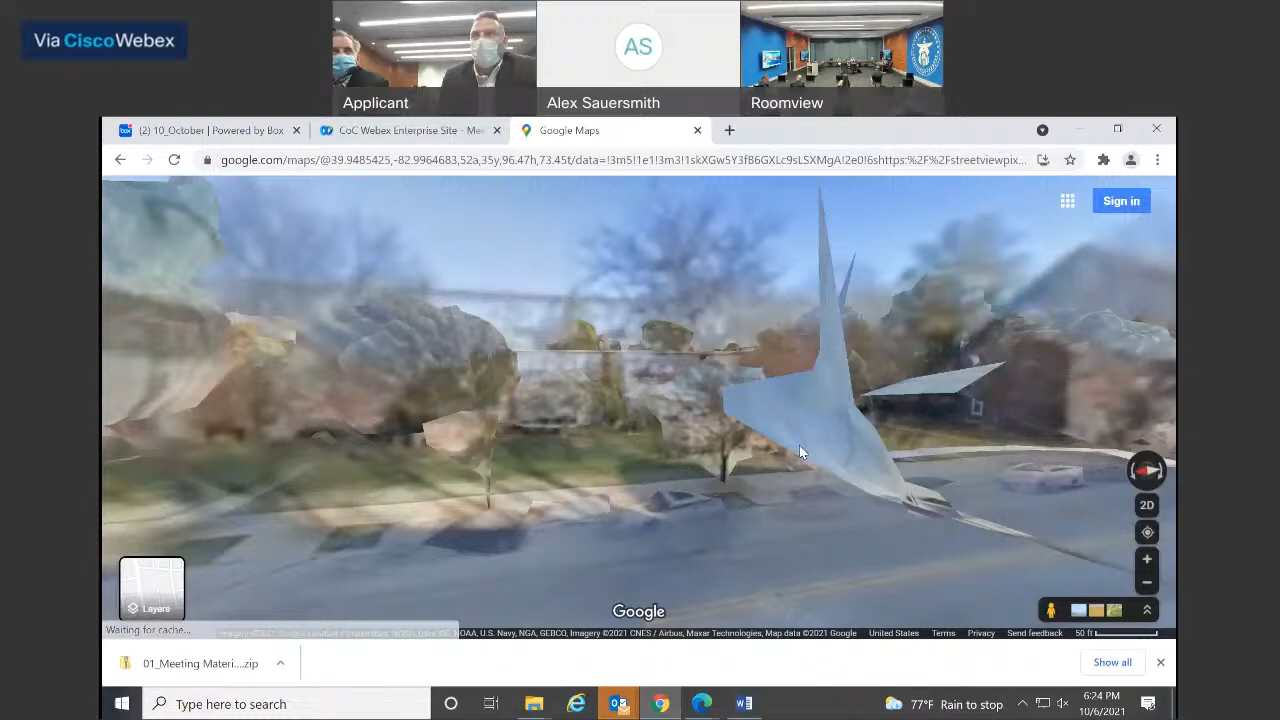 Via CiscoWebex
AS
Applicant
Alex Sauersmith
Roomview
(2) 10_October | Powered by Box
CoC Webex Enterprise Site - Me
Google Maps
google.com/maps/@39.9485425,-82.9964683,52a,35y,96.47h,73.45t/data=!3m5!1e1!3m3!1skXGw5Y3fB6GXLc9sLSXMgA!2e0!6shttps:%2F%2Fstreetviewpix...
Sign in
2D
Layers
Google
Waiting for cache...
NOAA, U.S. Navy, NGA, GEBCO, Imagery ©2021 CNES / Airbus, Maxar Technologies, Map data ©2021 Google United States Terms Privacy Send feedback 50 ft
01_Meeting Materi....zip
Show all
Type here to search
77°F Rain to stop
6:24 PM
10/6/2021